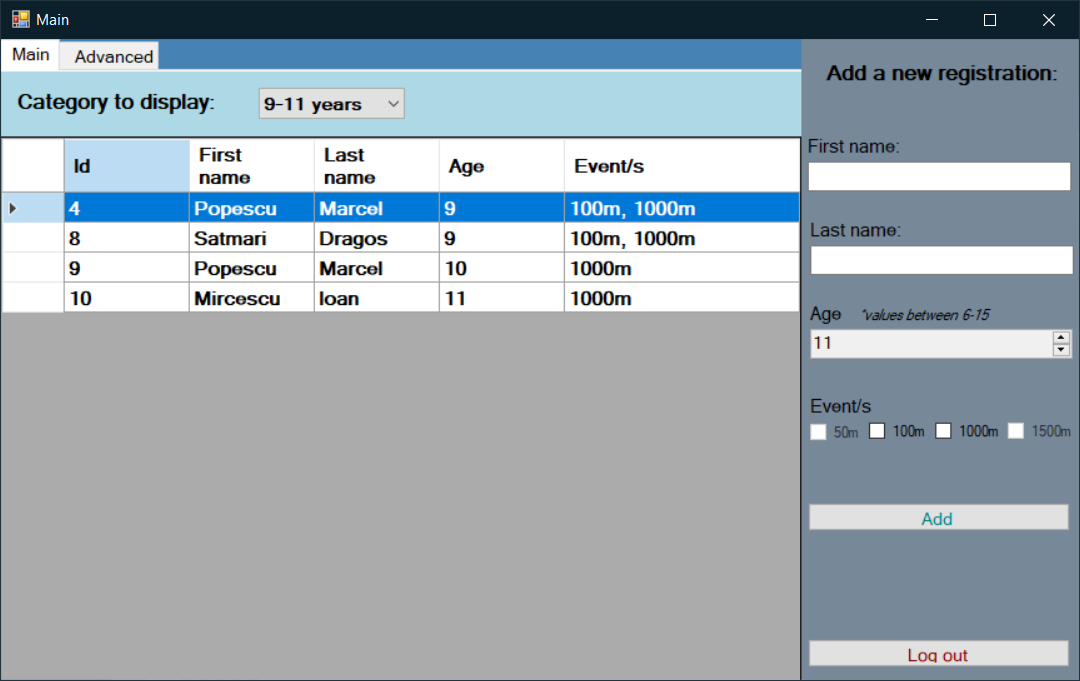 Main
Main Advanced
Category to display: 9-11 years
Id First name Last name Age Event/s
4 Popescu Marcel 9 100m, 1000m
8 Satmari Dragos 9 100m, 1000m
9 Popescu Marcel 10 1000m
10 Mircescu Ioan 11 1000m
Add a new registration:
First name:
Last name:
Age *values between 6-15
11
Event/s
50m 100m 1000m 1500m
Add
Log out